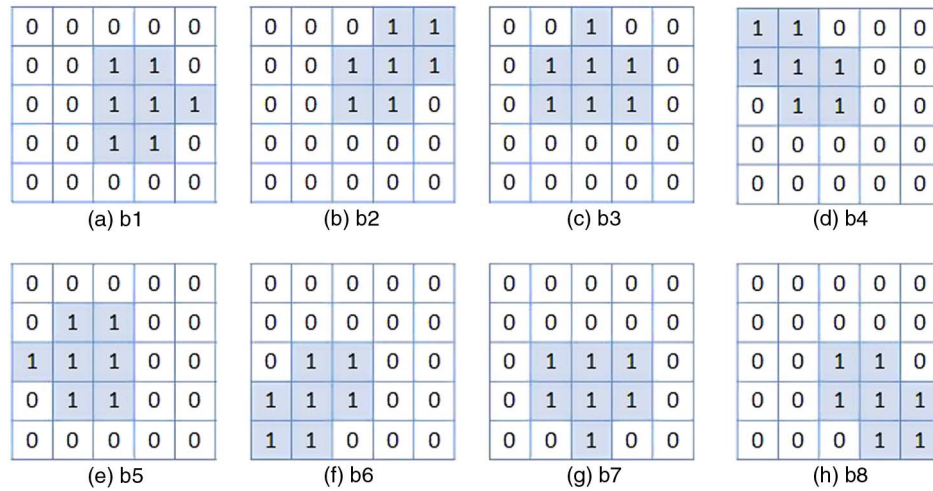 0 0 0 0 0 0 0 0 1 1 0 0 1 0 0 1 1 0 0 0
0 0 1 1 0 0 0 1 1 1 0 1 1 1 0 1 1 1 0 0
0 0 1 1 1 0 0 1 1 0 0 1 1 1 0 0 1 1 0 0
0 0 1 1 0 0 0 0 0 0 0 0 0 0 0 0 0 0 0 0
0 0 0 0 0 0 0 0 0 0 0 0 0 0 0 0 0 0 0 0
(a) b1 (b) b2 (c) b3 (d) b4
0 0 0 0 0 0 0 0 0 0 0 0 0 0 0 0 0 0 0 0
0 1 1 0 0 0 0 0 0 0 0 0 0 0 0 0 0 0 0 0
1 1 1 0 0 0 1 1 0 0 0 1 1 1 0 0 0 1 1 0
0 1 1 0 0 1 1 1 0 0 0 1 1 1 0 0 0 1 1 1
0 0 0 0 0 1 1 0 0 0 0 0 1 0 0 0 0 0 1 1
(e) b5 (f) b6 (g) b7 (h) b8